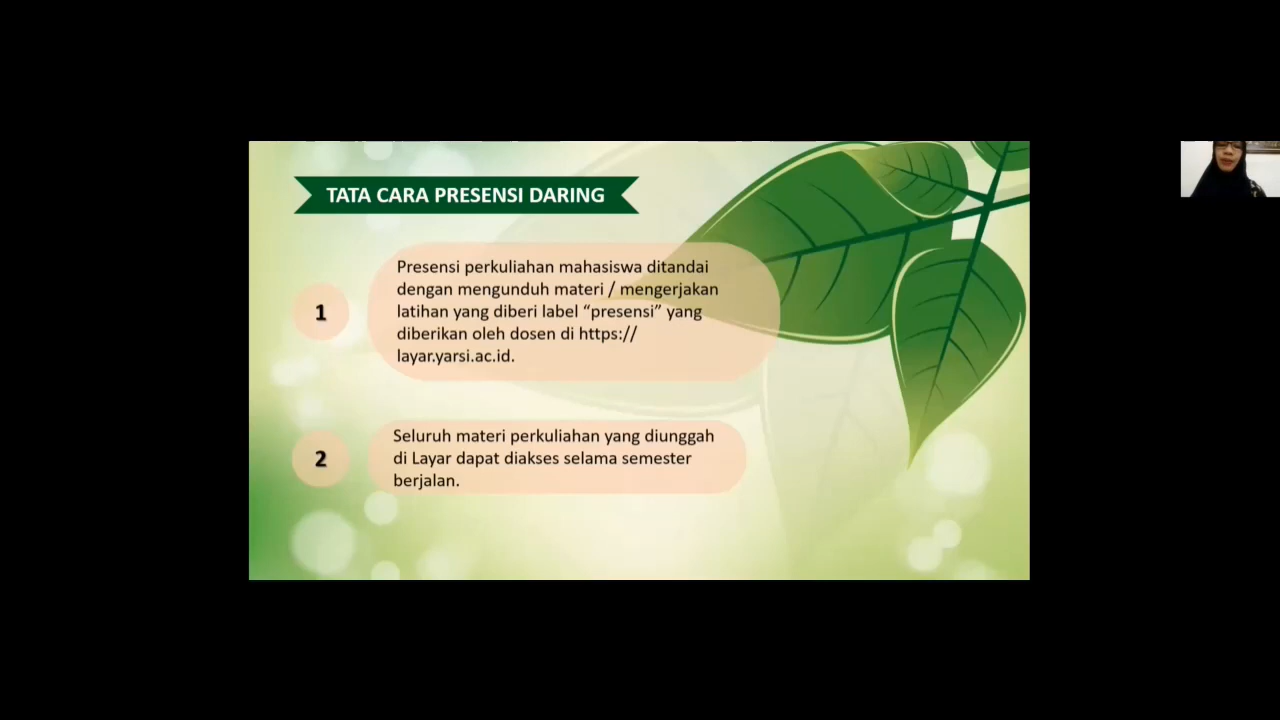 TATA CARA PRESENSI DARING
1
Presensi perkuliahan mahasiswa ditandai
dengan mengunduh materi / mengerjakan
latihan yang diberi label “presensi” yang
diberikan oleh dosen di https://
layar.yarsi.ac.id.
2
Seluruh materi perkuliahan yang diunggah
di Layar dapat diakses selama semester
berjalan.